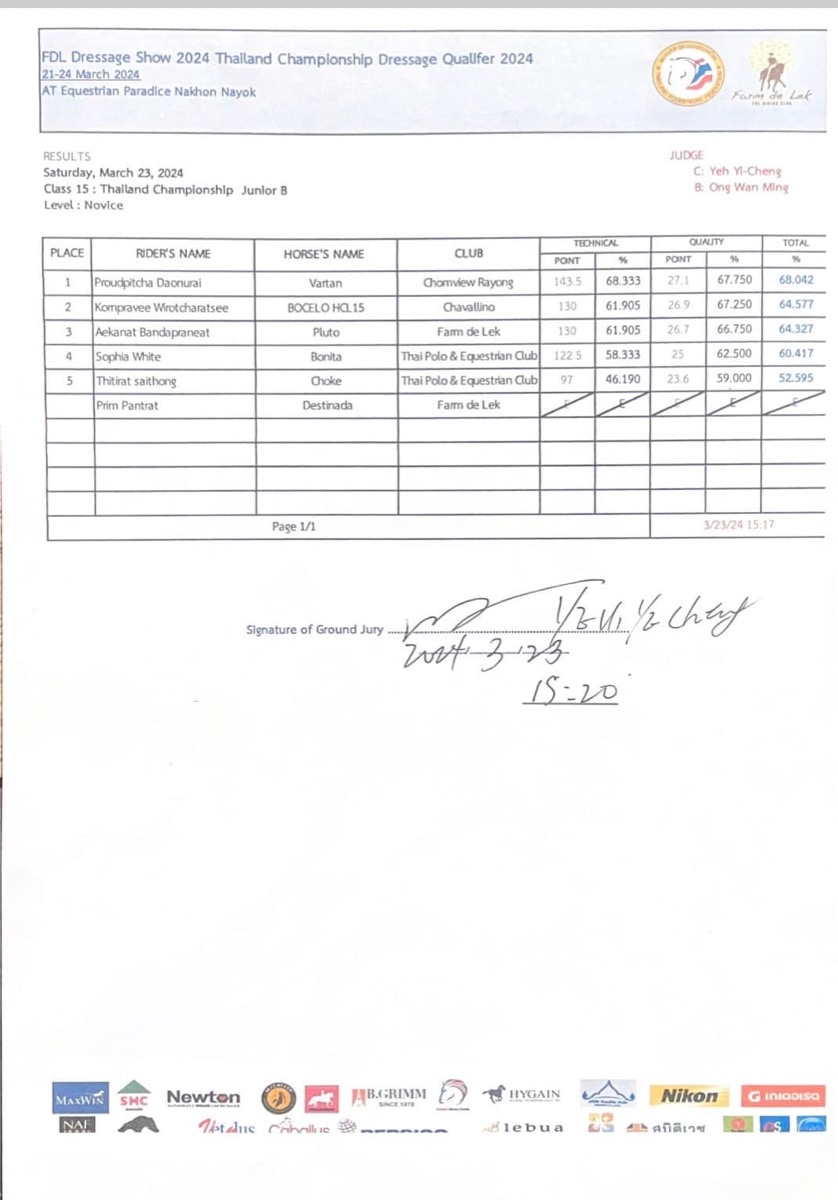 FDL Dressage Show 2024 Thailand Championship Dressage Qualifer 2024
21-24 March 2024
AT Equestrian Paradice Nakhon Nayok
Farm de Lek
RESULTS
Saturday, March 23, 2024
Class 15 : Thailand Championship Junior B
Level : Novice
JUDGE
C: Yeh Yi-Cheng
B: Ong Wan Ming
PLACE RIDER'S NAME HORSE'S NAME CLUB TECHNICAL QUALITY TOTAL
POINT % POINT % %
1 Proudpitcha Daonurai Vartan Chomview Rayong 143.5 68.333 27.1 67.750 68.042
2 Kompravee Wirotcharatsee BOCELO HCL15 Chavallino 130 61.905 26.9 67.250 64.577
3 Aekanat Bandapraneat Pluto Farm de Lek 130 61.905 26.7 66.750 64.327
4 Sophia White Bonita Thai Polo & Equestrian Club 122.5 58.333 25 62.500 60.417
5 Thitirat saithong Choke Thai Polo & Equestrian Club 97 46.190 23.6 59.000 52.595
Prim Pantrat Destinada Farm de Lek E E E E E
Page 1/1 3/23/24 15:17
Signature of Ground Jury
2024.3.23
15:20
MAXWIN SHC Newton B.GRIMM HYGAIN Nikon
SINCE 1878
NAF lebua